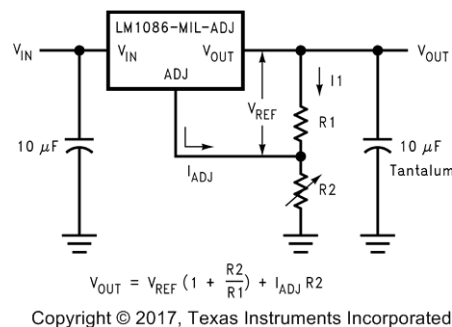 LM1086-MIL-ADJ
V_IN
V_IN
V_OUT
V_OUT
ADJ
I1
V_REF
R1
10 μF
I_ADJ
R2
10 μF
Tantalum
V_OUT = V_REF (1 + R2/R1) + I_ADJ R2
Copyright © 2017, Texas Instruments Incorporated